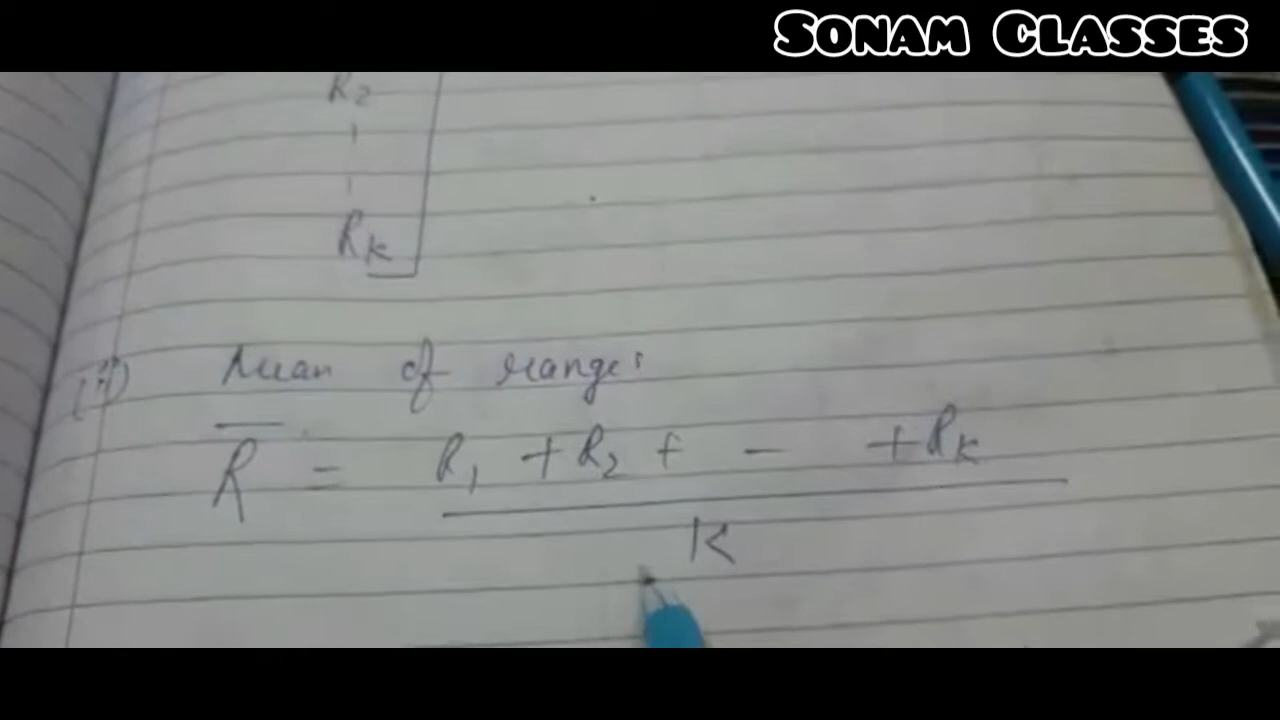 SONAM CLASSES
R2
RK
(ii) Mean of range:
R̅ = R1 + R2 + - + RK
K